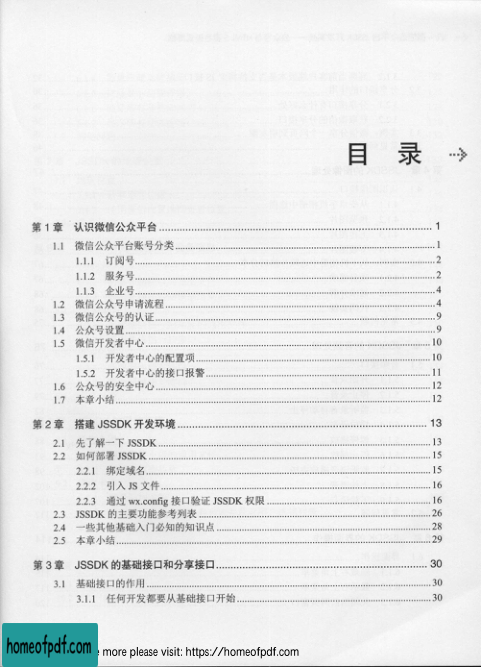 目 录
第 1 章 认识微信公众平台 1
1.1 微信公众平台账号分类 1
1.1.1 订阅号 2
1.1.2 服务号 2
1.1.3 企业号 4
1.2 微信公众号申请流程 4
1.3 微信公众号的认证 9
1.4 公众号设置 9
1.5 微信开发者中心 10
1.5.1 开发者中心的配置项 10
1.5.2 开发者中心的接口报警 11
1.6 公众号的安全中心 12
1.7 本章小结 12
第 2 章 搭建 JSSDK 开发环境 13
2.1 先了解一下 JSSDK 13
2.2 如何部署 JSSDK 15
2.2.1 绑定域名 15
2.2.2 引入 JS 文件 16
2.2.3 通过 wx.config 接口验证 JSSDK 权限 16
2.3 JSSDK 的主要功能参考列表 26
2.4 一些其他基础入门必知的知识点 28
2.5 本章小结 29
第 3 章 JSSDK 的基础接口和分享接口 30
3.1 基础接口的作用 30
3.1.1 任何开发都要从基础接口开始 30
homeofpdf.com
more please visit: https://homeofpdf.com